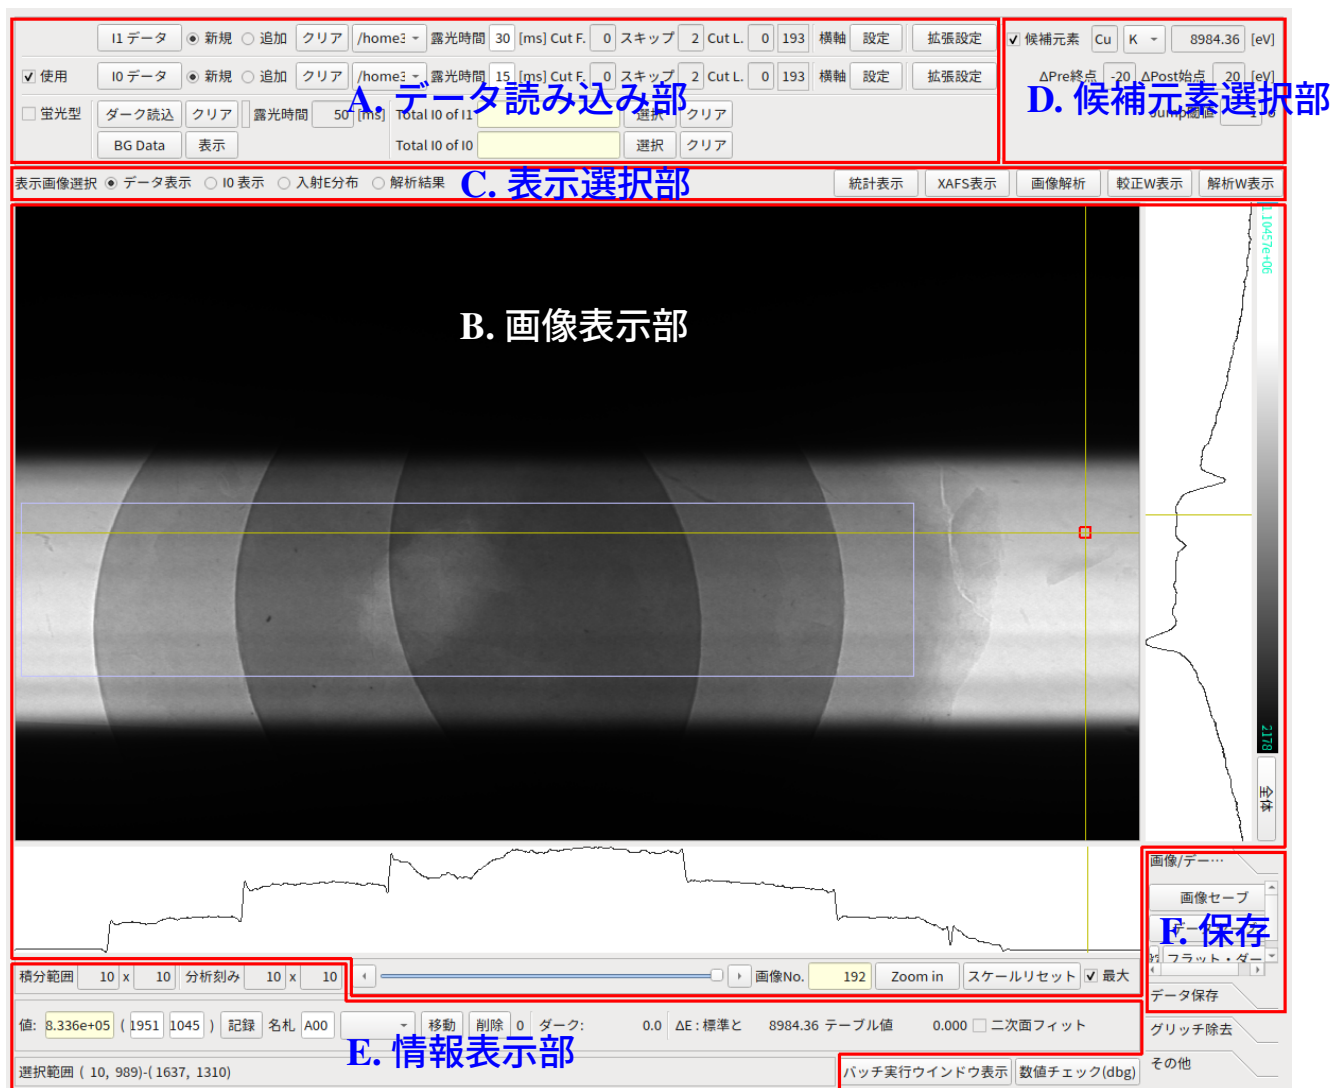 I1 データ 新規 追加 クリア /home3 露光時間 30 [ms] Cut F. 0 スキップ 2 Cut L. 0 193 横軸 設定 拡張設定
使用 I0 データ 新規 追加 クリア /home3 露光時間 15 [ms] Cut F. 0 スキップ 2 Cut L. 0 193 横軸 設定 拡張設定
A. データ読み込み部
蛍光型 ダーク読込 クリア 露光時間 50 [ms] Total I0 of I1 選択 クリア
BG Data 表示 Total I0 of I0 選択 クリア
候補元素 Cu K 8984.36 [eV]
ΔPre終点 -20 ΔPost始点 20 [eV]
D. 候補元素選択部
Jump閾値
表示画像選択 データ表示 I0 表示 入射E分布 解析結果 C. 表示選択部 統計表示 XAFS表示 画像解析 較正W表示 解析W表示
1.10457e+06
B. 画像表示部
2178
全体
画像/デー…
画像セーブ
F. 保存
フラット・ダー
データ保存
グリッチ除去
その他
積分範囲 10 x 10 分析刻み 10 x 10 画像No. 192 Zoom in スケールリセット 最大
値: 8.336e+05 ( 1951 1045 ) 記録 名札 A00 移動 削除 0 ダーク: 0.0 ΔE : 標準と 8984.36 テーブル値 0.000 二次面フィット
E. 情報表示部
選択範囲 ( 10, 989)-( 1637, 1310) バッチ実行ウインドウ表示 数値チェック(dbg)